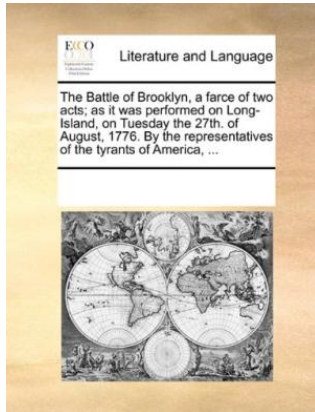 ECCO
Literature and Language
The Battle of Brooklyn, a farce of two
acts; as it was performed on Long-
Island, on Tuesday the 27th. of
August, 1776. By the representatives
of the tyrants of America, ...